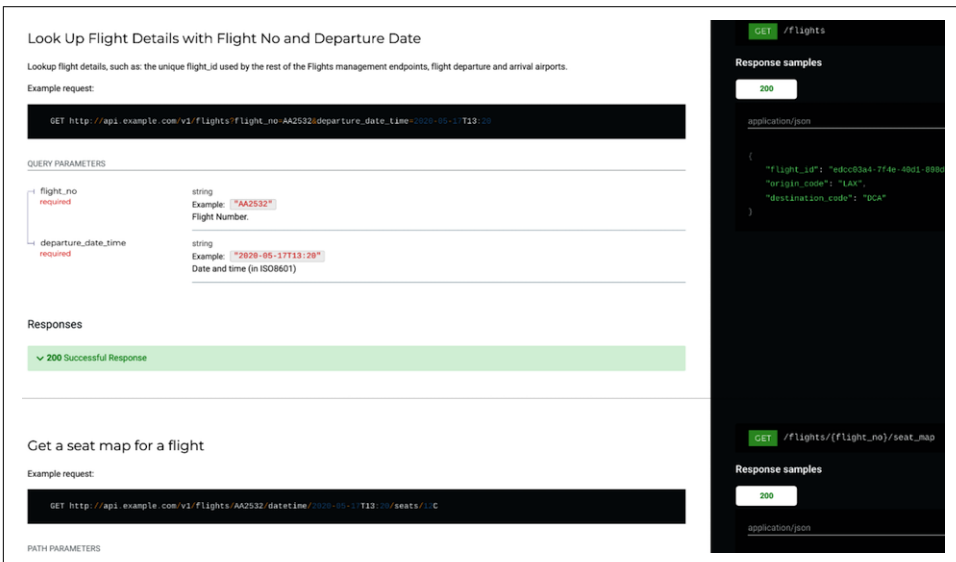 Look Up Flight Details with Flight No and Departure Date
Lookup flight details, such as: the unique flight_id used by the rest of the Flights management endpoints, flight departure and arrival airports.
Example request:
GET http://api.example.com/v1/flights?flight_no=AA2532&departure_date_time=2020-05-17T13:20
QUERY PARAMETERS
flight_no
required
string
Example: "AA2532"
Flight Number.
departure_date_time
required
string
Example: "2020-05-17T13:20"
Date and time (in ISO8601)
Responses
200 Successful Response
GET /flights
Response samples
200
application/json
{
"flight_id": "edcc03a4-7f4e-40d1-898d
"origin_code": "LAX",
"destination_code": "DCA"
}
Get a seat map for a flight
Example request:
GET http://api.example.com/v1/flights/AA2532/datetime/2020-05-17T13:20/seats/12C
PATH PARAMETERS
GET /flights/{flight_no}/seat_map
Response samples
200
application/json